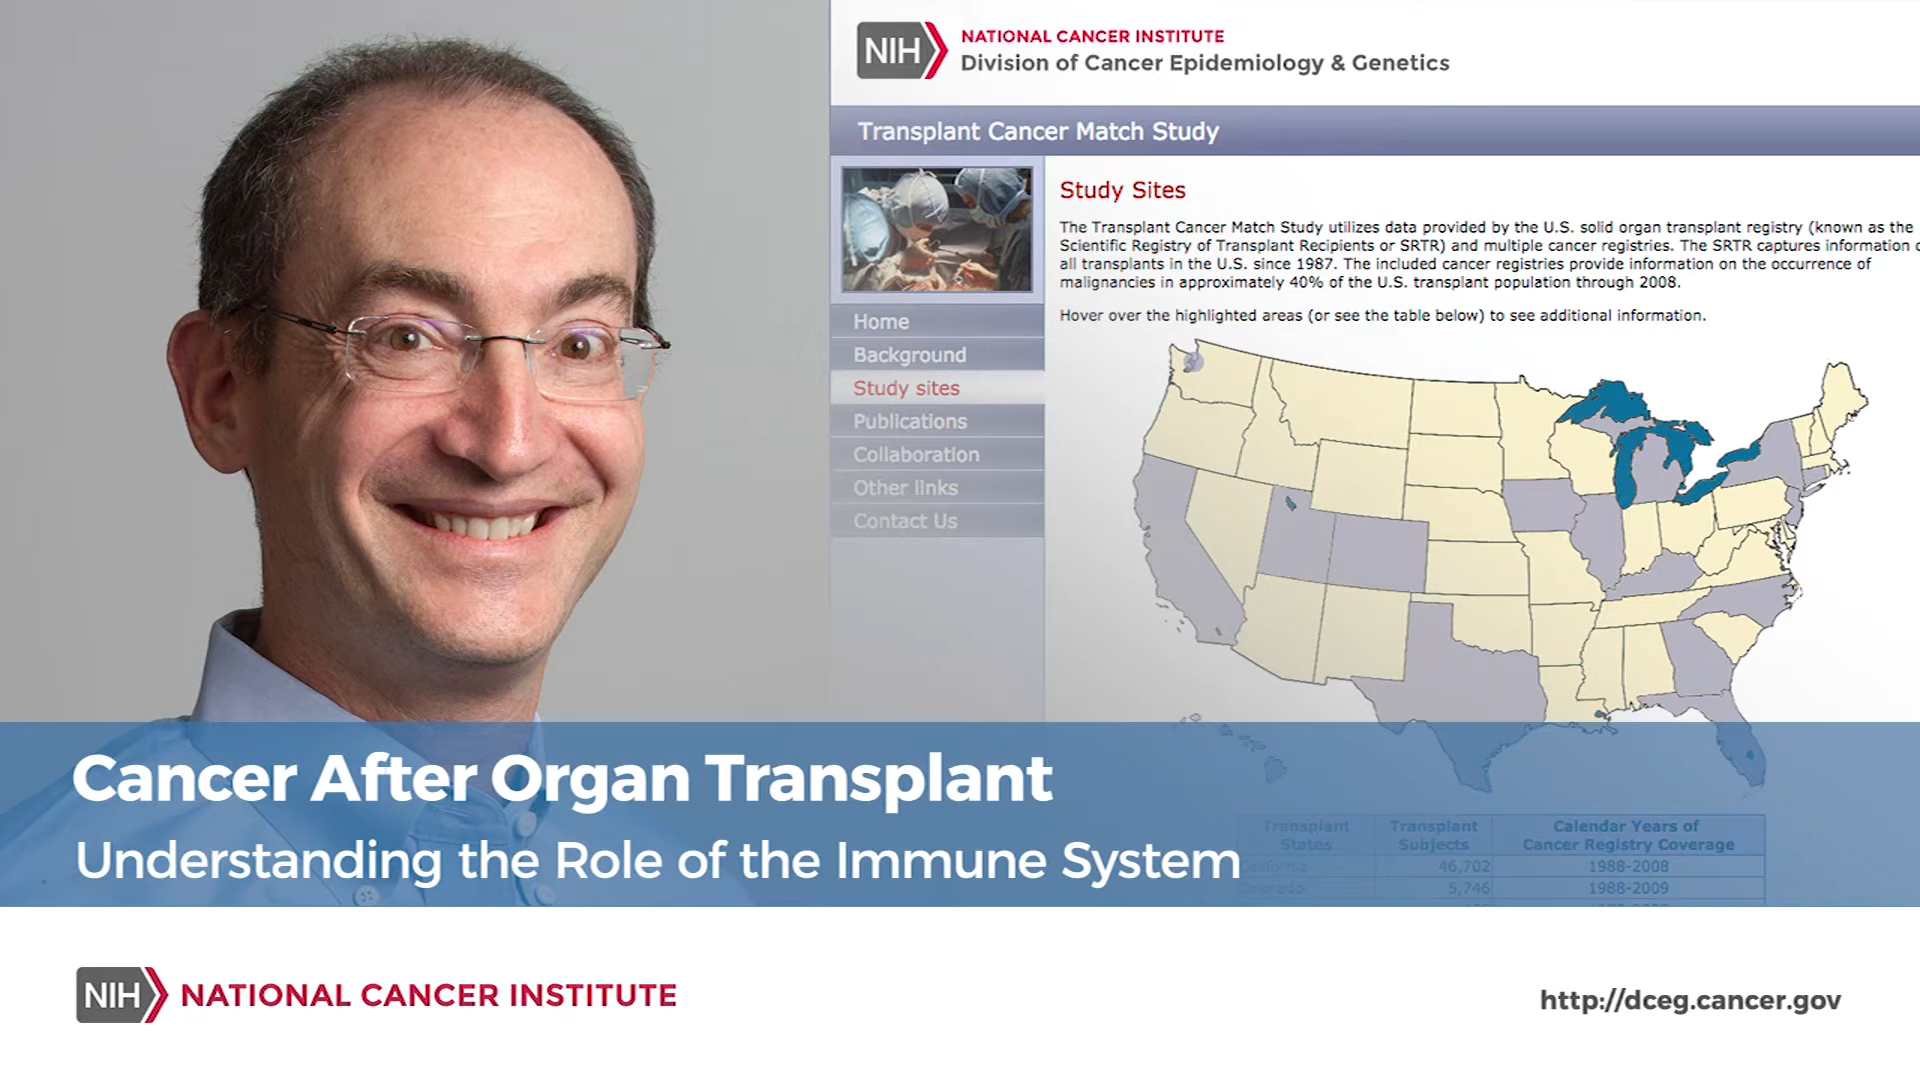 NIH NATIONAL CANCER INSTITUTE
Division of Cancer Epidemiology & Genetics
Transplant Cancer Match Study
Home
Background
Study sites
Publications
Collaboration
Other links
Contact Us
Study Sites
The Transplant Cancer Match Study utilizes data provided by the U.S. solid organ transplant registry (known as the
Scientific Registry of Transplant Recipients or SRTR) and multiple cancer registries. The SRTR captures information
all transplants in the U.S. since 1987. The included cancer registries provide information on the occurrence of
malignancies in approximately 40% of the U.S. transplant population through 2008.
Hover over the highlighted areas (or see the table below) to see additional information.
Cancer After Organ Transplant
Understanding the Role of the Immune System
Transplant States Transplant Subjects Calendar Years of Cancer Registry Coverage
California 46,702 1988-2008
Colorado 5,746 1988-2009
NIH NATIONAL CANCER INSTITUTE
http://dceg.cancer.gov